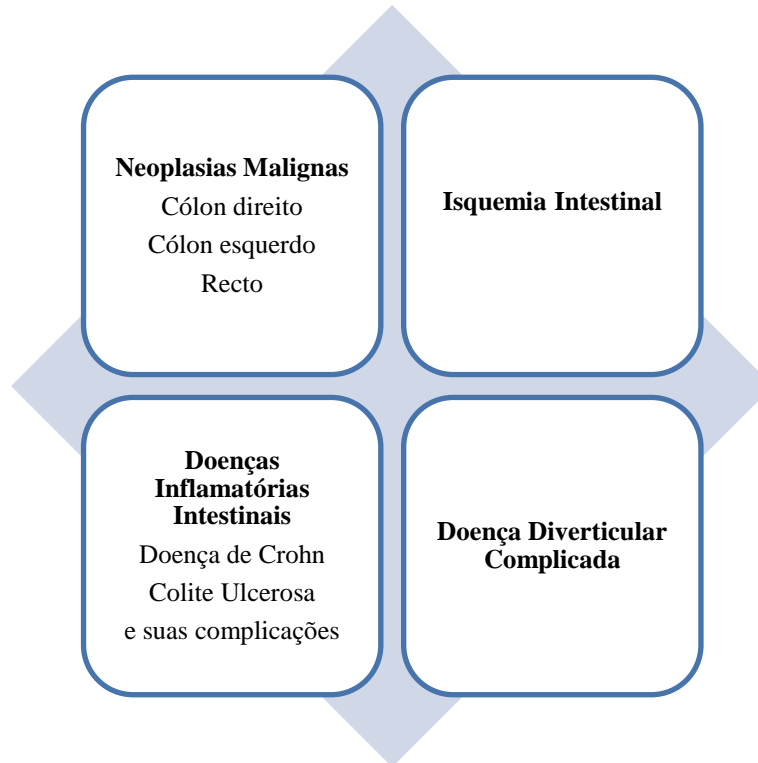 Neoplasias Malignas
Cólon direito
Cólon esquerdo
Recto
Isquemia Intestinal
Doenças
Inflamatórias
Intestinais
Doença de Crohn
Colite Ulcerosa
e suas complicações
Doença Diverticular
Complicada